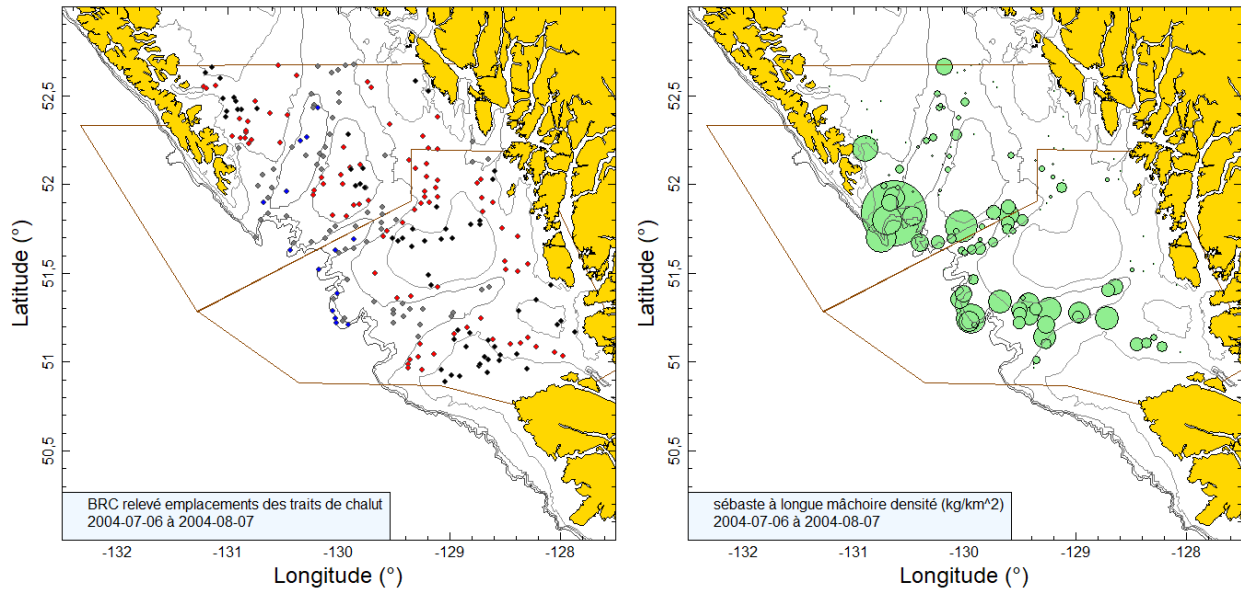 Latitude (°)
52,5
52
51,5
51
50,5
BRC relevé emplacements des traits de chalut
2004-07-06 à 2004-08-07
-132
-131
-130
-129
-128
Longitude (°)
Latitude (°)
52,5
52
51,5
51
50,5
sébaste à longue mâchoire densité (kg/km^2)
2004-07-06 à 2004-08-07
-132
-131
-130
-129
-128
Longitude (°)